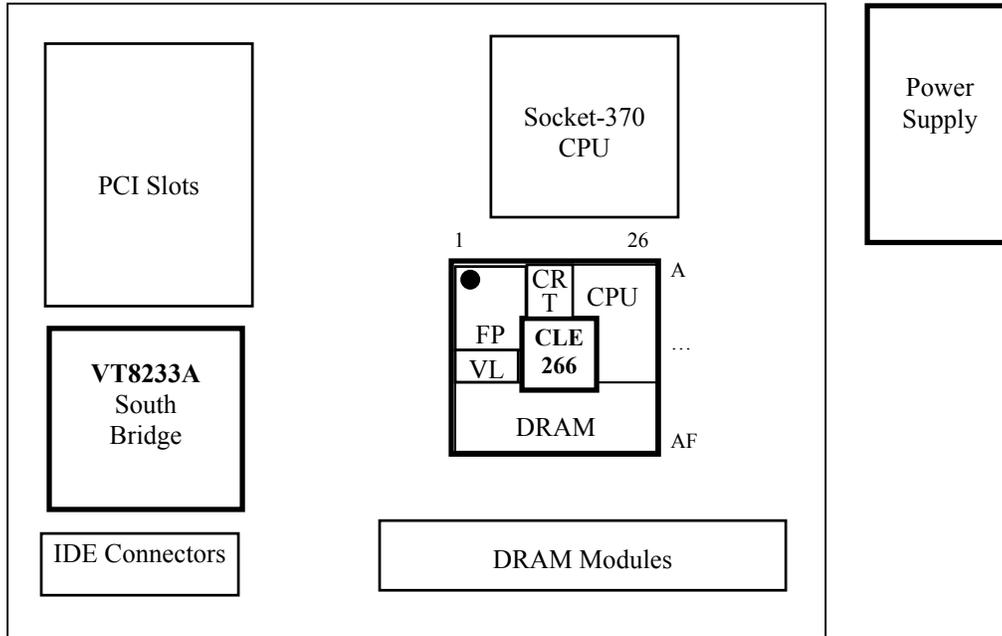 PCI Slots
Socket-370
CPU
Power
Supply
1
26
A
CR
T
CPU
FP
CLE
266
…
VL
DRAM
AF
VT8233A
South
Bridge
IDE Connectors
DRAM Modules